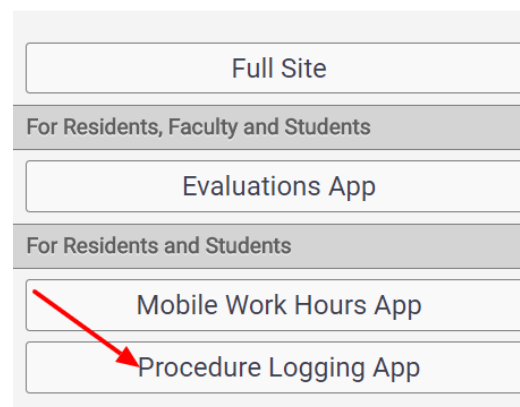 Full Site
For Residents, Faculty and Students
Evaluations App
For Residents and Students
Mobile Work Hours App
Procedure Logging App